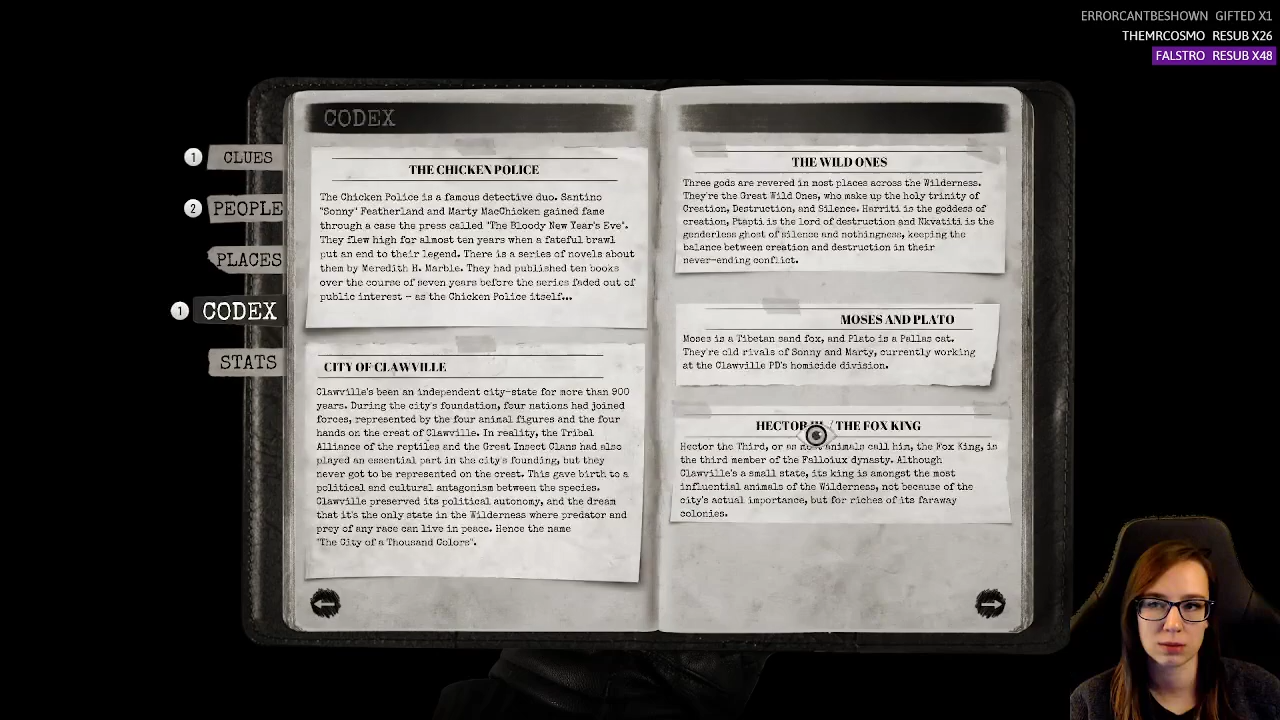 ERRORCANTBESHOWN GIFTED X1
THEMRCOSMO RESUB X26
FALSTRO RESUB X48
CODEX
1 CLUES
2 PEOPLE
PLACES
1 CODEX
STATS
THE CHICKEN POLICE
The Chicken Police is a famous detective duo. Santino
"Sonny" Featherland and Marty MacChicken gained fame
through a case the press called "The Bloody New Year's Eve".
They flew high for almost ten years when a fateful brawl
put an end to their legend. There is a series of novels about
them by Meredith H. Marble. They had published ten books
over the course of seven years before the series faded out of
public interest - as the Chicken Police itself...
CITY OF CLAWVILLE
Clawville's been an independent city-state for more than 900
years. During the city's foundation, four nations had joined
forces, represented by the four animal figures and the four
hands on the crest of Clawville. In reality, the Tribal
Alliance of the reptiles and the Great Insect Clans had also
played an essential part in the city's founding, but they
never got to be represented on the crest. This gave birth to a
political and cultural antagonism between the species.
Clawville preserved its political autonomy, and the dream
that it's the only state in the Wilderness where predator and
prey of any race can live in peace. Hence the name
"The City of a Thousand Colors".
THE WILD ONES
Three gods are revered in most places across the Wilderness.
They're the Great Wild Ones, who make up the holy trinity of
Creation, Destruction, and Silence. Harriti is the goddess of
creation, Ptapti is the lord of destruction and Nkvatiti is the
genderless ghost of silence and nothingness, keeping the
balance between creation and destruction in their
never-ending conflict.
MOSES AND PLATO
Moses is a Tibetan sand fox, and Plato is a Pallas cat.
They're old rivals of Sonny and Marty, currently working
at the Clawville PD's homicide division.
HECTOR / THE FOX KING
Hector the Third, or as most animals call him, the Fox King, is
the third member of the Falloiux dynasty. Although
Clawville's a small state, its king is amongst the most
influential animals of the Wilderness, not because of the
city's actual importance, but for riches of its faraway
colonies.